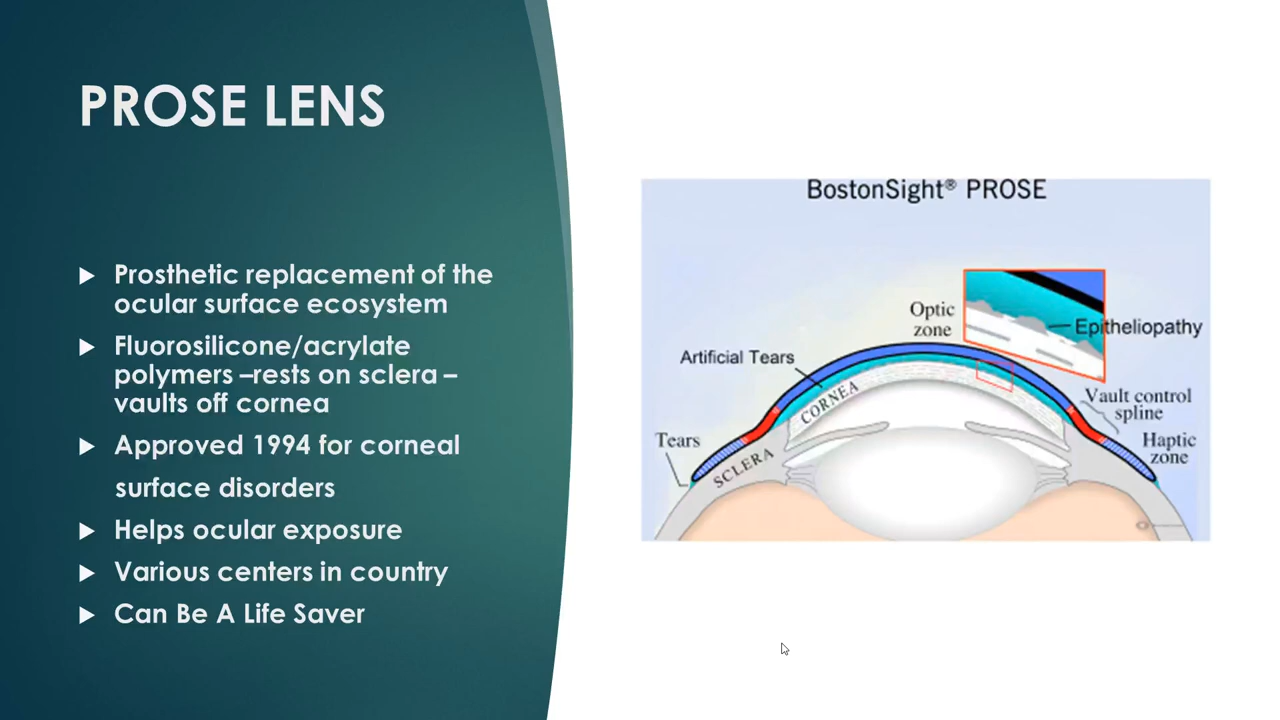 PROSE LENS
Prosthetic replacement of the
ocular surface ecosystem
Fluorosilicone/acrylate
polymers –rests on sclera –
vaults off cornea
Approved 1994 for corneal
surface disorders
Helps ocular exposure
Various centers in country
Can Be A Life Saver
BostonSight® PROSE
Optic
zone
Epitheliopathy
Artificial Tears
CORNEA
Vault control
spline
Tears
Haptic
zone
SCLERA